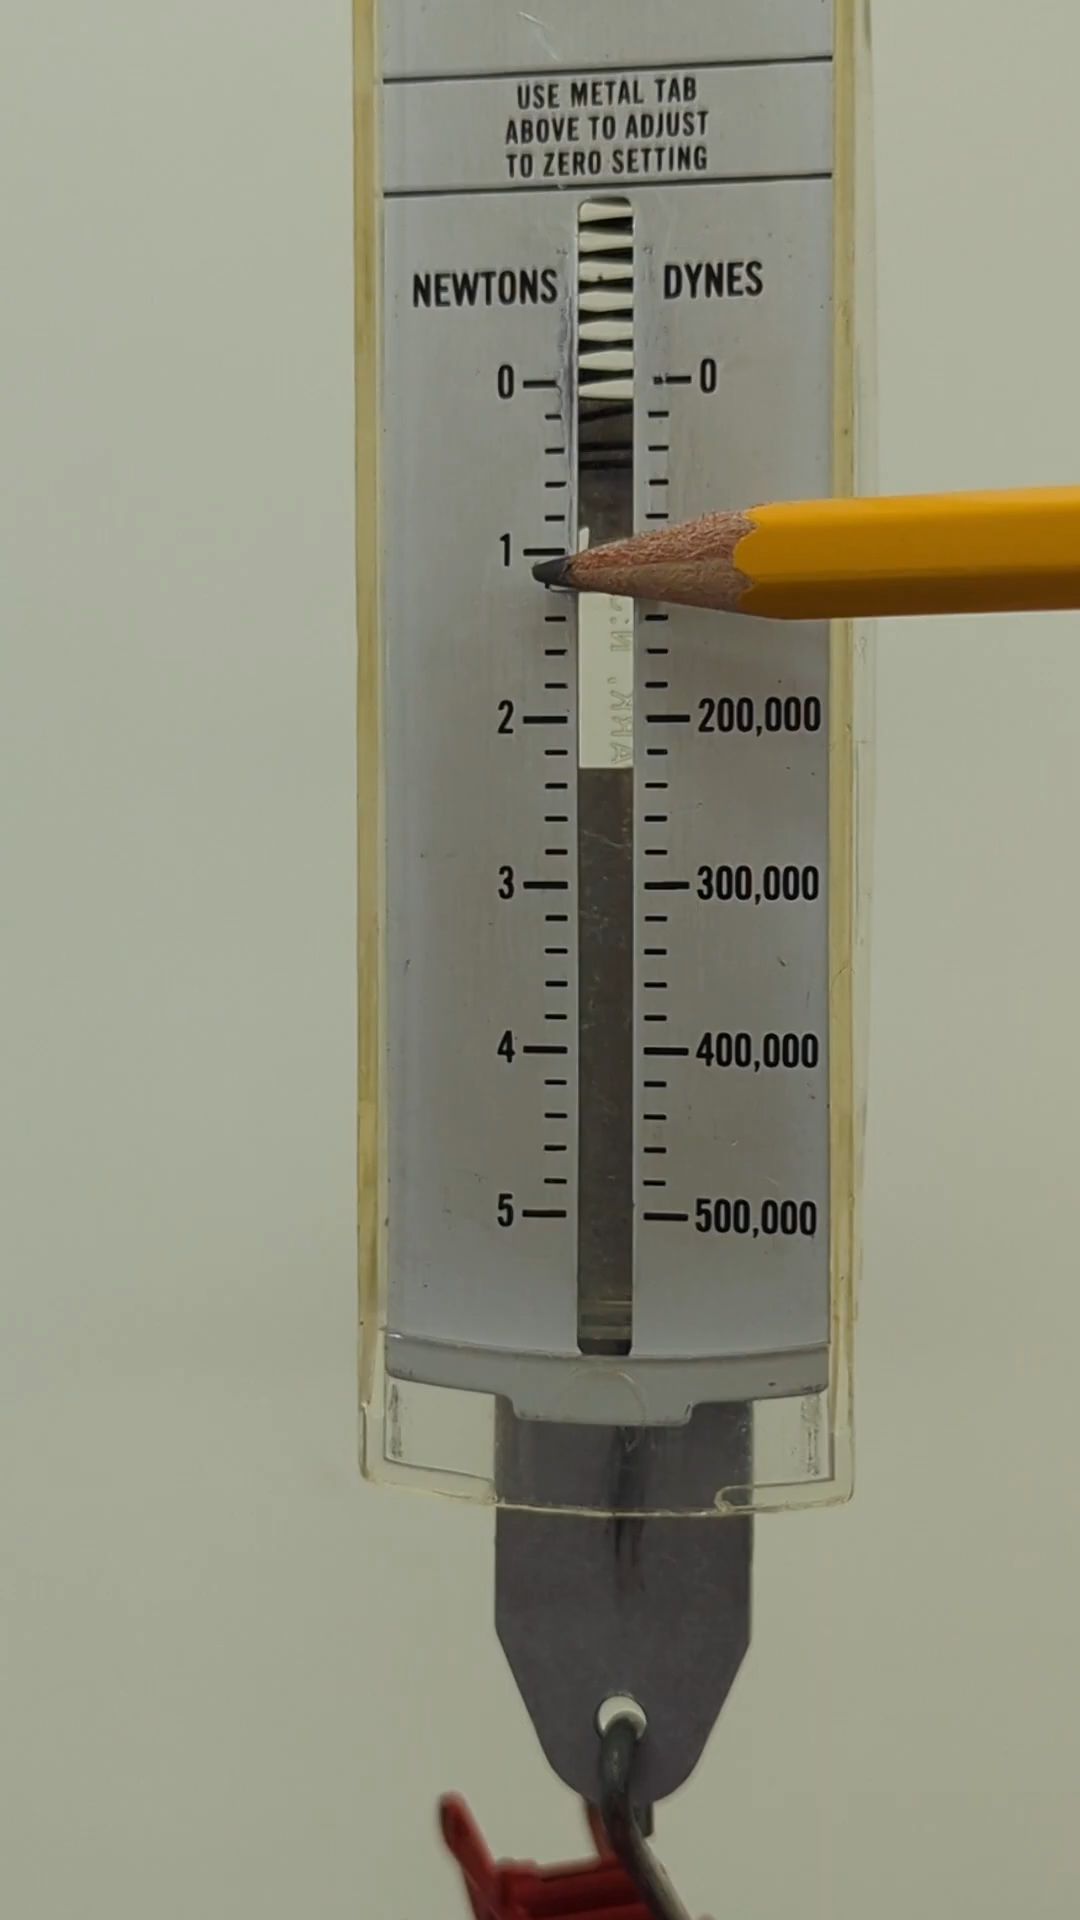 USE METAL TAB
ABOVE TO ADJUST
TO ZERO SETTING
NEWTONS DYNES
0 0
1
2 200,000
3 300,000
4 400,000
5 500,000